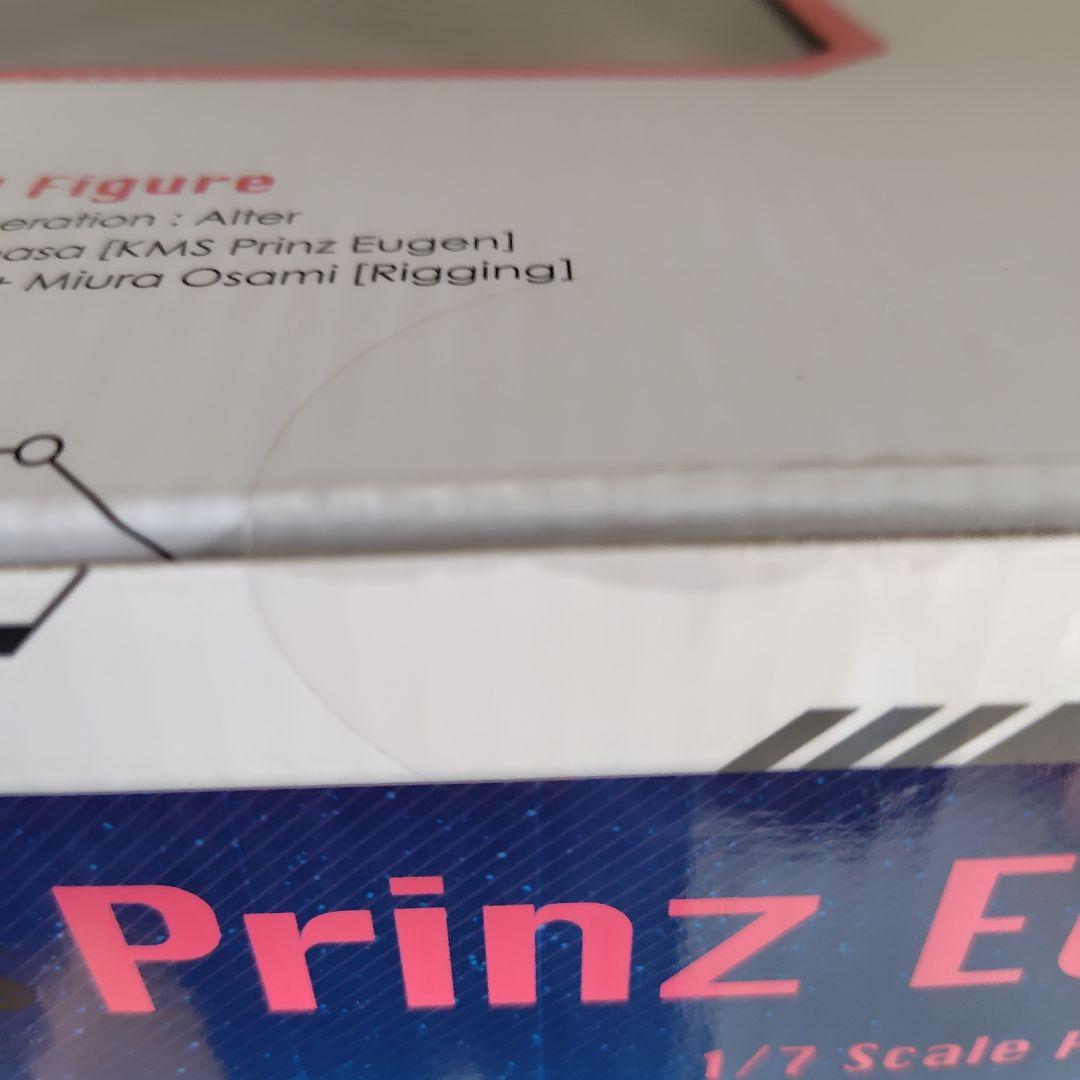 Figure
eration : Alter
asa [KMS Prinz Eugen]
+ Miura Osami [Rigging]
Prinz E
1/7 Scale F